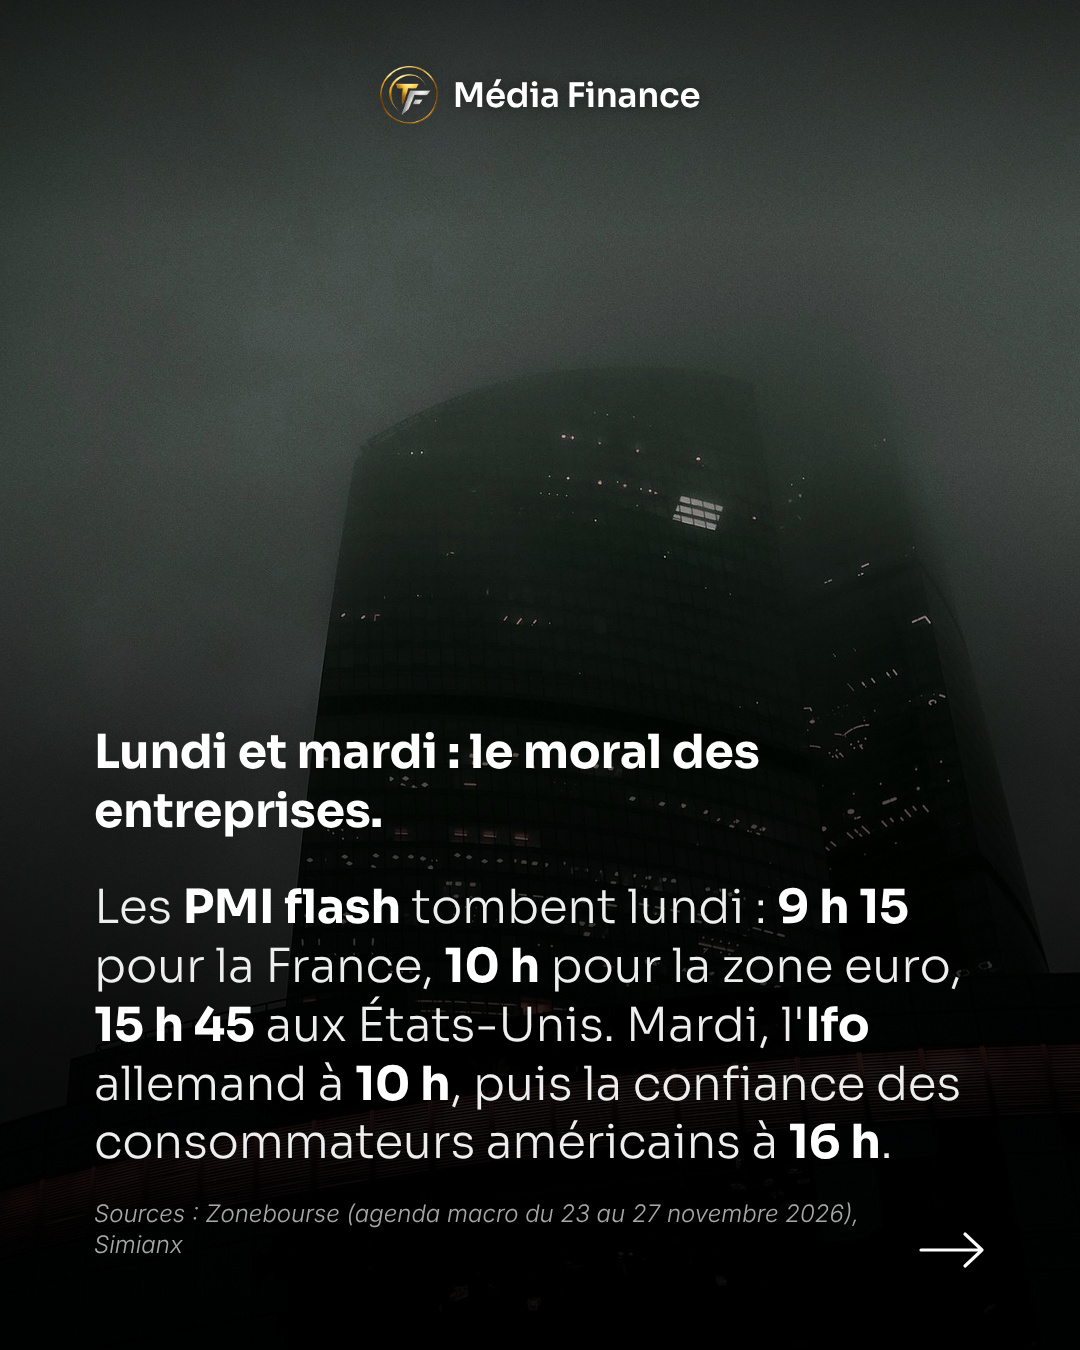 TF
Média Finance
Lundi et mardi : le moral des
entreprises.
Les PMI flash tombent lundi : 9 h 15
pour la France, 10 h pour la zone euro,
15 h 45 aux États-Unis. Mardi, l'Ifo
allemand à 10 h, puis la confiance des
consommateurs américains à 16 h.
Sources : Zonebourse (agenda macro du 23 au 27 novembre 2026),
Simianx